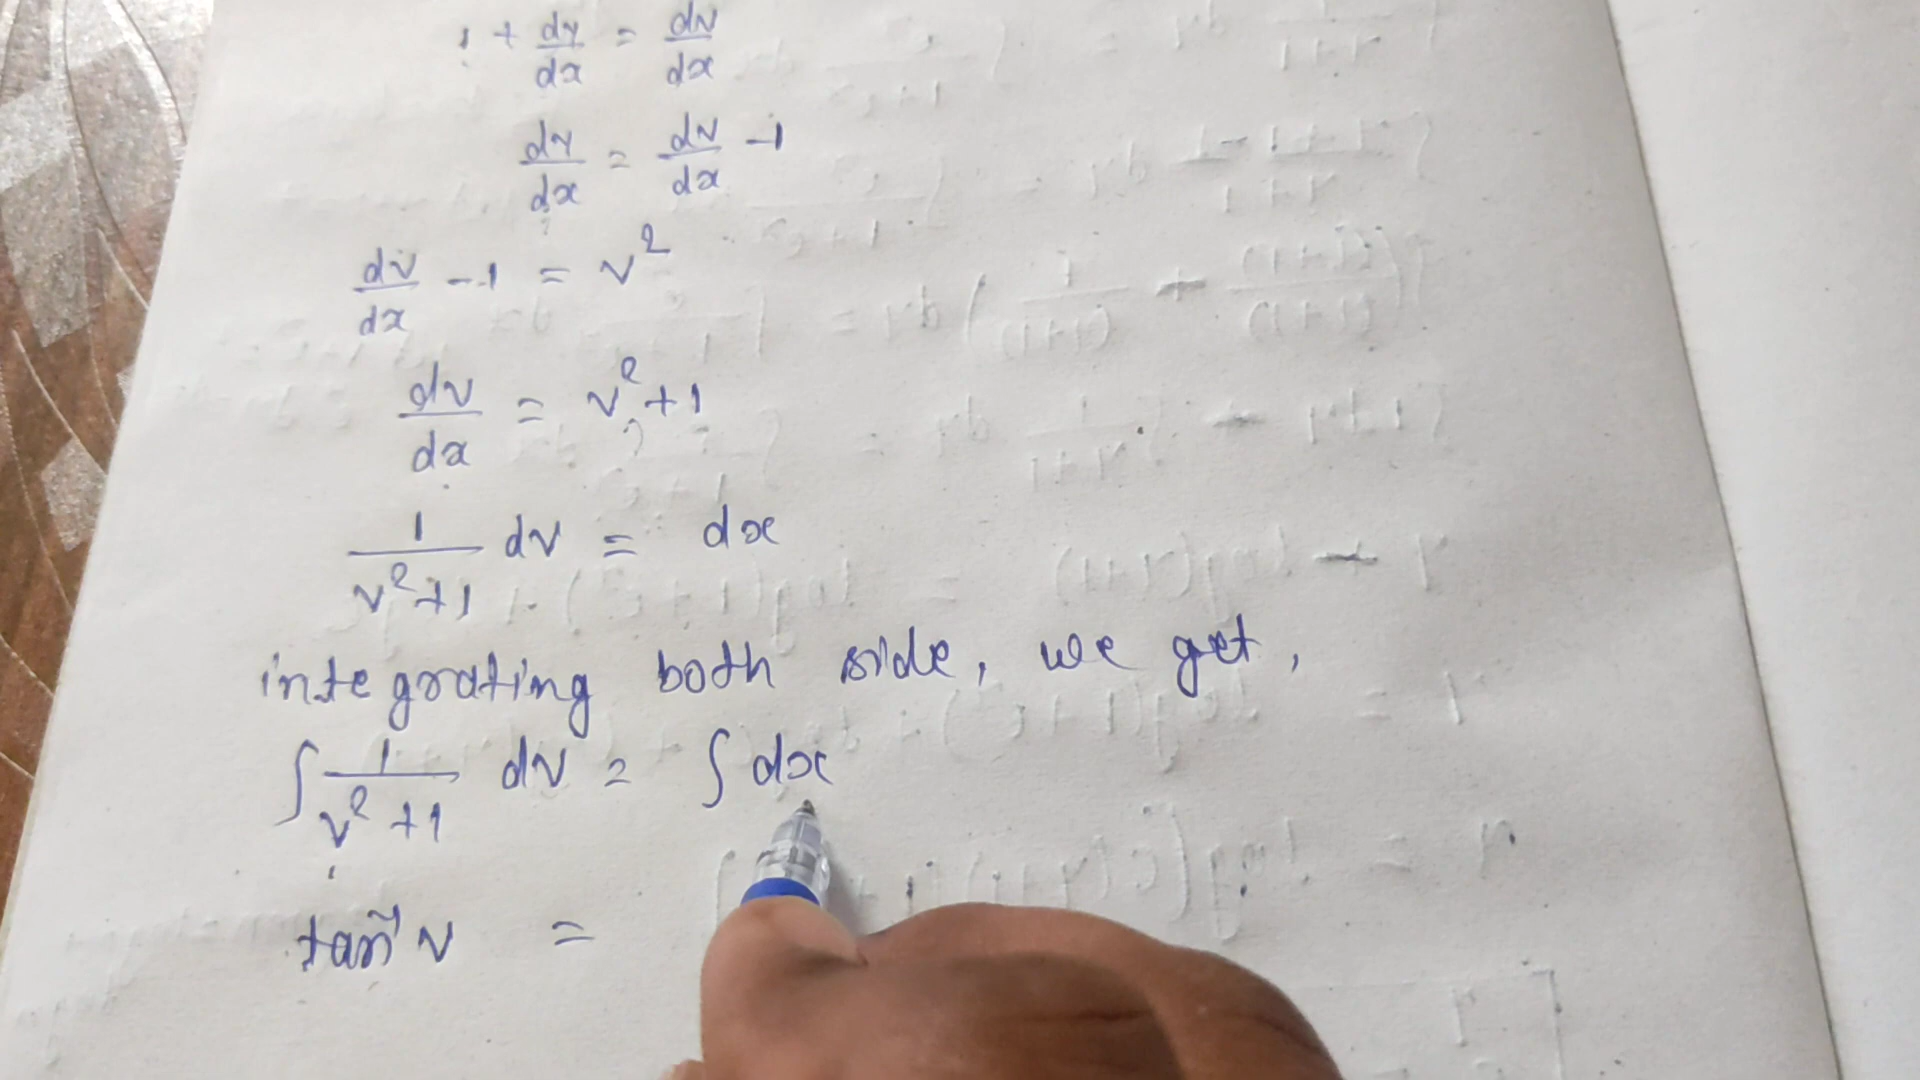 1 + dy/dx = dv/dx
dy/dx = dv/dx - 1
dv/dx - 1 = v²
dv/dx = v² + 1
1/(v² + 1) dv = dx
integrating both side, we get,
∫ 1/(v² + 1) dv = ∫ dx
tan⁻¹ v =